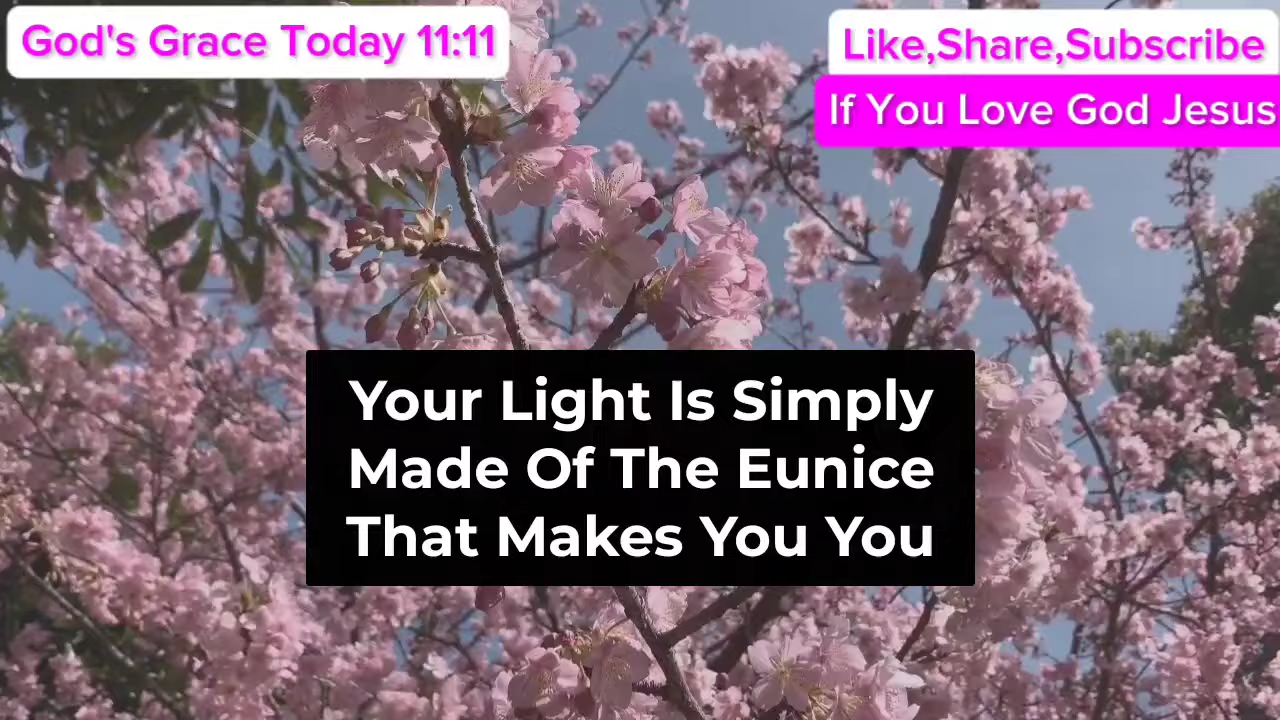 God's Grace Today 11:11
Like,Share,Subscribe
If You Love God Jesus
Your Light Is Simply
Made Of The Eunice
That Makes You You